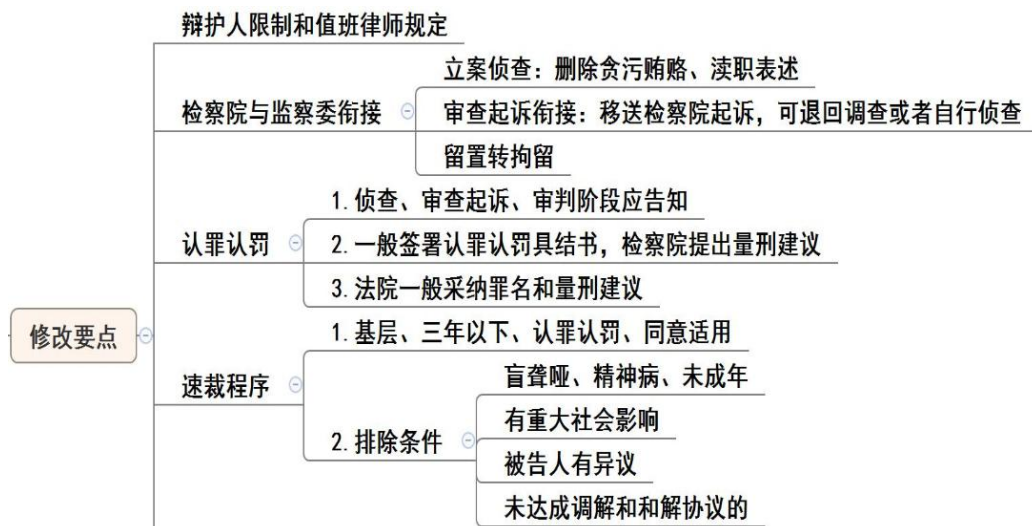 辩护人限制和值班律师规定
立案侦查：删除贪污贿赂、渎职表述
检察院与监察委衔接
审查起诉衔接：移送检察院起诉，可退回调查或者自行侦查
留置转拘留
1.侦查、审查起诉、审判阶段应告知
认罪认罚
2.一般签署认罪认罚具结书，检察院提出量刑建议
3.法院一般采纳罪名和量刑建议
修改要点
1.基层、三年以下、认罪认罚、同意适用
速裁程序
盲聋哑、精神病、未成年
有重大社会影响
2.排除条件
被告人有异议
未达成调解和和解协议的